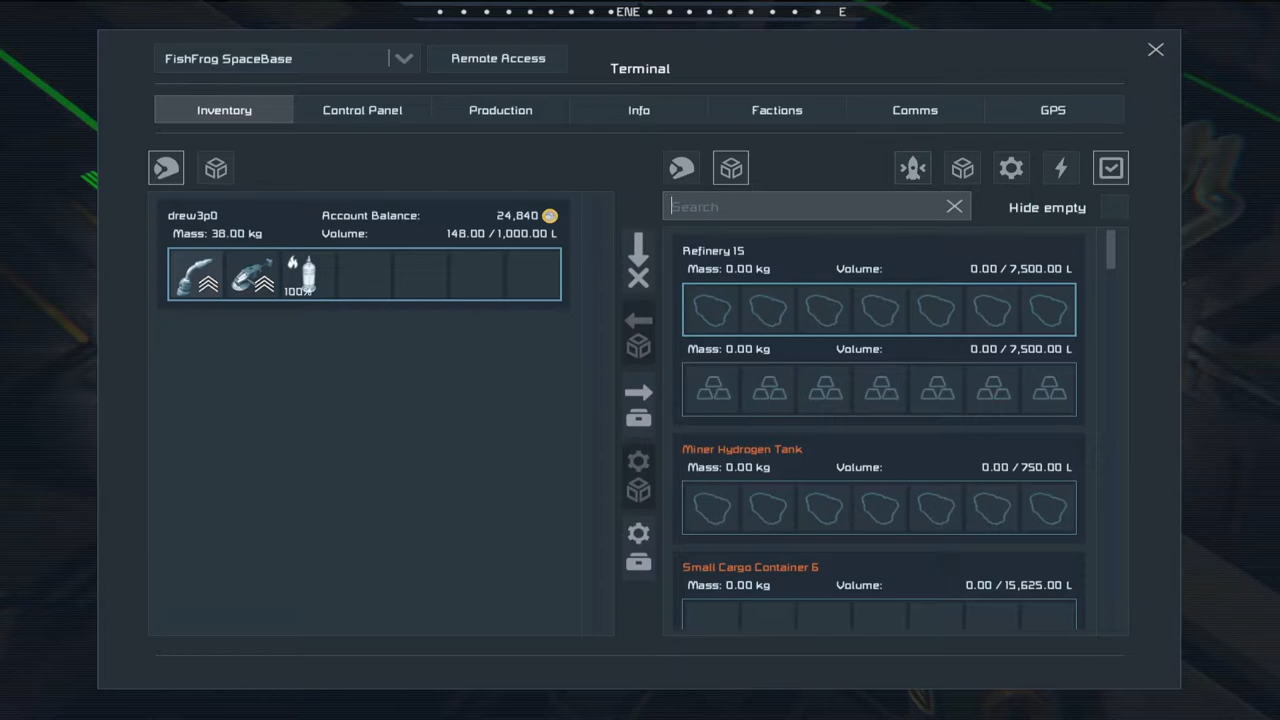 ENE E
FishFrog SpaceBase
Remote Access
Terminal
Inventory Control Panel Production Info Factions Comms GPS
drew3p0 Account Balance: 24,840
Mass: 38.00 kg Volume: 148.00 / 1,000.00 L
100%
Search
Hide empty
Refinery 15
Mass: 0.00 kg Volume: 0.00 / 7,500.00 L
Mass: 0.00 kg Volume: 0.00 / 7,500.00 L
Miner Hydrogen Tank
Mass: 0.00 kg Volume: 0.00 / 750.00 L
Small Cargo Container 6
Mass: 0.00 kg Volume: 0.00 / 15,625.00 L